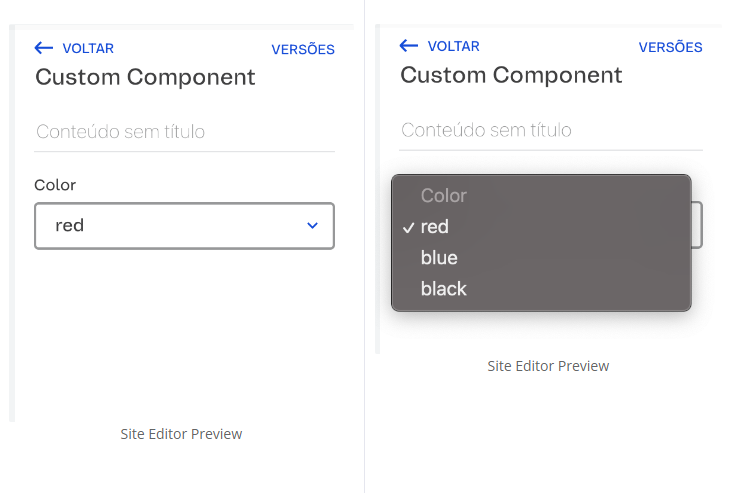 VOLTAR
VERSÕES
Custom Component
Conteúdo sem título
Color
red
Site Editor Preview
VOLTAR
VERSÕES
Custom Component
Conteúdo sem título
Color
red
blue
black
Site Editor Preview